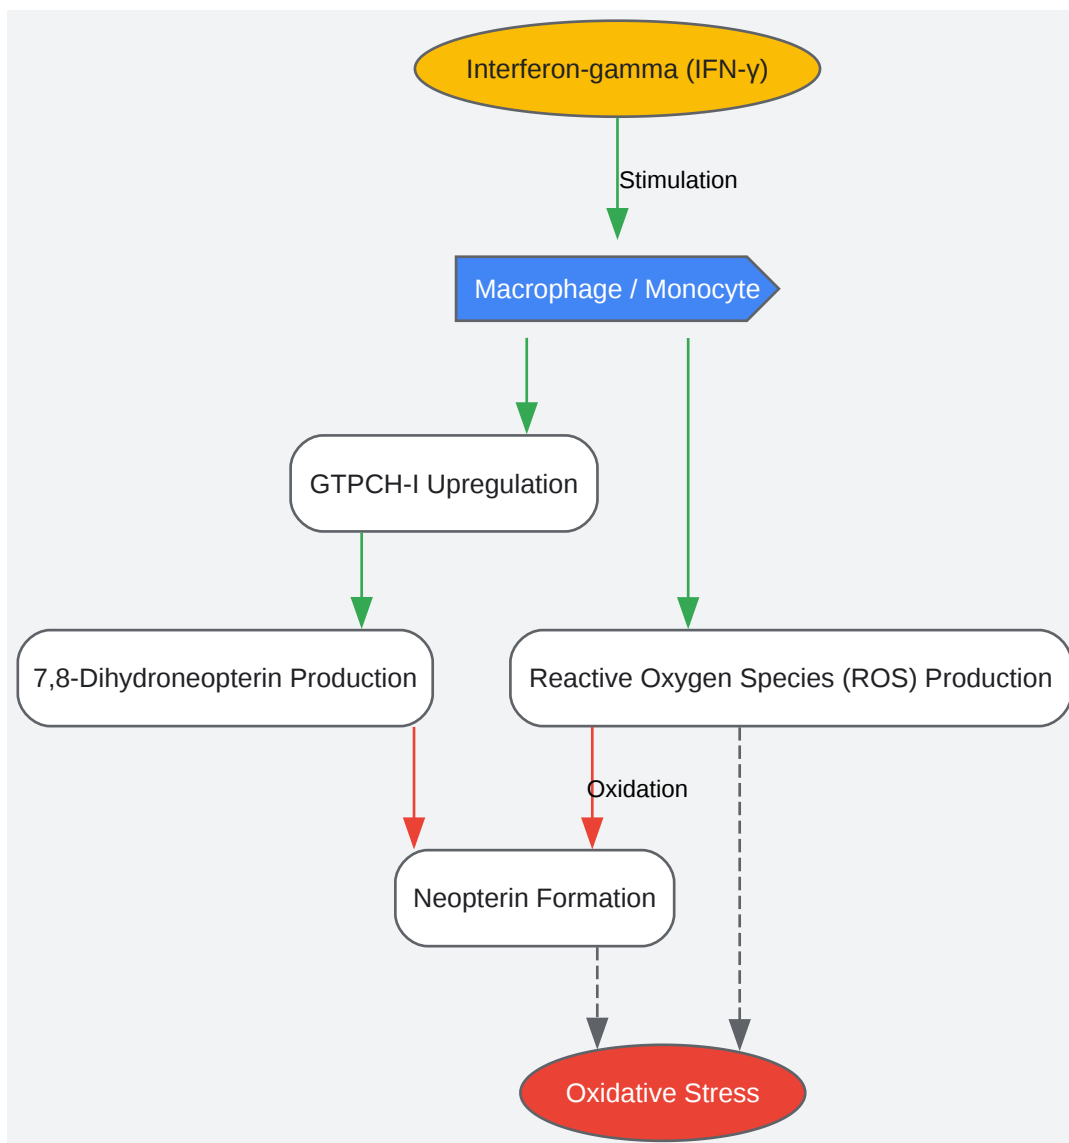 Interferon-gamma (IFN-γ)
Stimulation
Macrophage / Monocyte
GTPCH-I Upregulation
7,8-Dihydroneopterin Production
Reactive Oxygen Species (ROS) Production
Oxidation
Neopterin Formation
Oxidative Stress